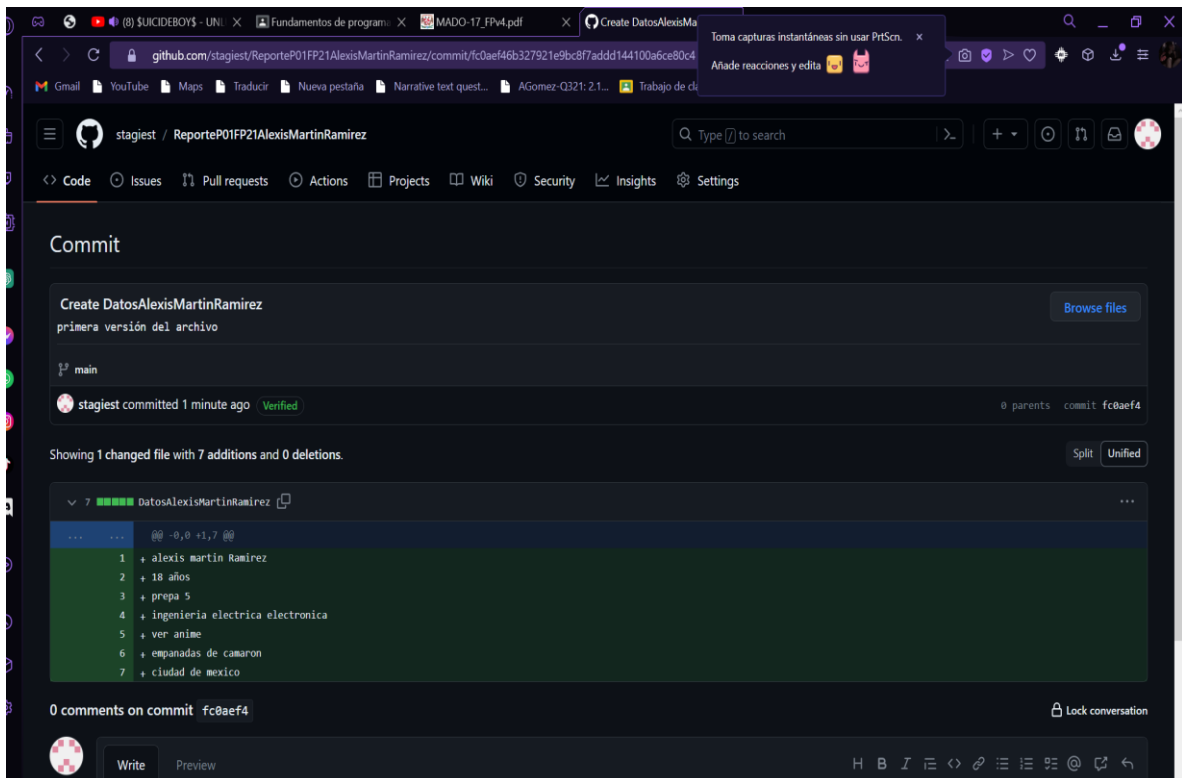 (8) $UICIDEBOY$ - UNI
Fundamentos de programa
MADO-17_FPv4.pdf
Create DatosAlexisMa
Toma capturas instantáneas sin usar PrtScn.
Añade reacciones y edita
github.com/stagiest/ReporteP01FP21AlexisMartinRamirez/commit/fc0aef46b327921e9bc8f7addd144100a6ce80c4
Gmail YouTube Maps Traducir Nueva pestaña Narrative text quest... AGomez-Q321: 2.1... Trabajo de cla
stagiest / ReporteP01FP21AlexisMartinRamirez
Type / to search
Code Issues Pull requests Actions Projects Wiki Security Insights Settings
Commit
Create DatosAlexisMartinRamirez
Browse files
primera versión del archivo
main
stagiest committed 1 minute ago Verified
0 parents commit fc0aef4
Showing 1 changed file with 7 additions and 0 deletions.
Split Unified
7 DatosAlexisMartinRamirez ...
... ... @@ -0,0 +1,7 @@
1 + alexis martin Ramirez
2 + 18 años
3 + prepa 5
4 + ingenieria electrica electronica
5 + ver anime
6 + empanadas de camaron
7 + ciudad de mexico
0 comments on commit fc0aef4
Lock conversation
Write Preview
H B I